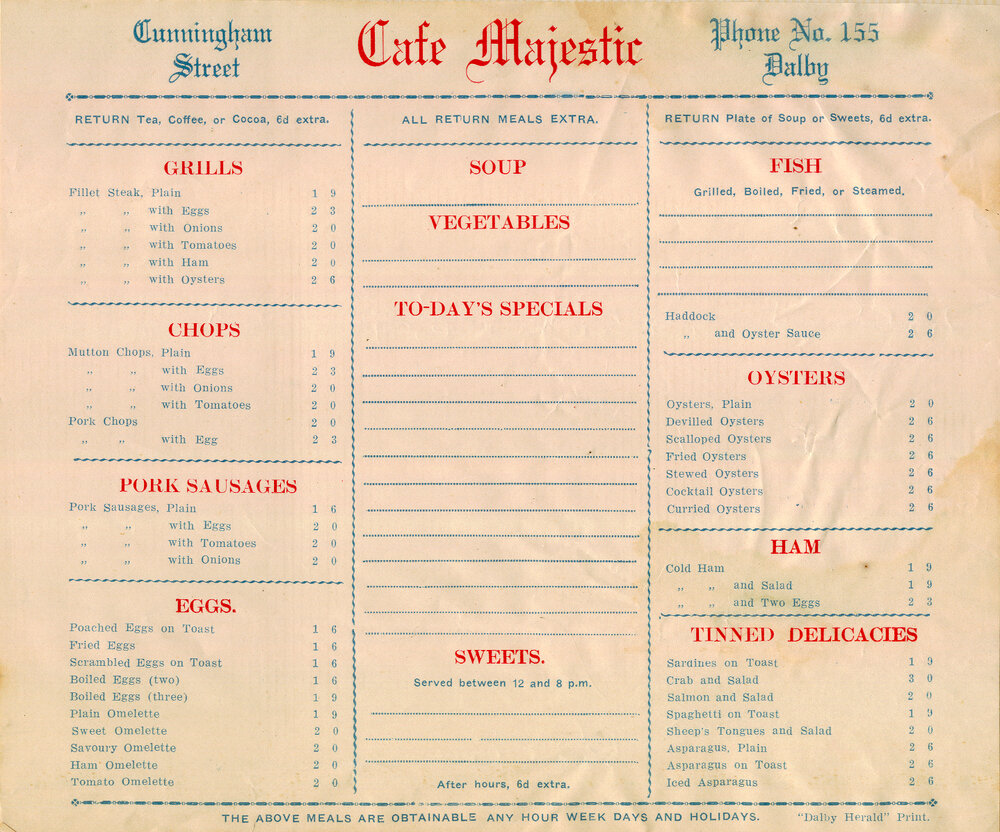 Cunningham
Street
Cafe Majestic
Phone No. 155
Dalby
RETURN Tea, Coffee, or Cocoa, 6d extra.
GRILLS
Fillet Steak, Plain 1 9
„ „ with Eggs 2 3
„ „ with Onions 2 0
„ „ with Tomatoes 2 0
„ „ with Ham 2 0
„ „ with Oysters 2 6
CHOPS
Mutton Chops, Plain 1 9
„ „ with Eggs 2 3
„ „ with Onions 2 0
„ „ with Tomatoes 2 0
Pork Chops 2 0
„ „ with Egg 2 3
PORK SAUSAGES
Pork Sausages, Plain 1 6
„ „ with Eggs 2 0
„ „ with Tomatoes 2 0
„ „ with Onions 2 0
EGGS.
Poached Eggs on Toast 1 6
Fried Eggs 1 6
Scrambled Eggs on Toast 1 6
Boiled Eggs (two) 1 6
Boiled Eggs (three) 1 9
Plain Omelette 1 9
Sweet Omelette 2 0
Savoury Omelette 2 0
Ham Omelette 2 0
Tomato Omelette 2 0
ALL RETURN MEALS EXTRA.
SOUP
VEGETABLES
TO-DAY'S SPECIALS
SWEETS.
Served between 12 and 8 p.m.
After hours, 6d extra.
RETURN Plate of Soup or Sweets, 6d extra.
FISH
Grilled, Boiled, Fried, or Steamed.
Haddock 2 0
„ and Oyster Sauce 2 6
OYSTERS
Oysters, Plain 2 0
Devilled Oysters 2 6
Scalloped Oysters 2 6
Fried Oysters 2 6
Stewed Oysters 2 6
Cocktail Oysters 2 6
Curried Oysters 2 6
HAM
Cold Ham 1 9
„ „ and Salad 1 9
„ „ and Two Eggs 2 3
TINNED DELICACIES
Sardines on Toast 1 9
Crab and Salad 3 0
Salmon and Salad 2 0
Spaghetti on Toast 1 9
Sheep's Tongues and Salad 2 0
Asparagus, Plain 2 6
Asparagus on Toast 2 6
Iced Asparagus 2 6
THE ABOVE MEALS ARE OBTAINABLE ANY HOUR WEEK DAYS AND HOLIDAYS.
"Dalby Herald" Print.